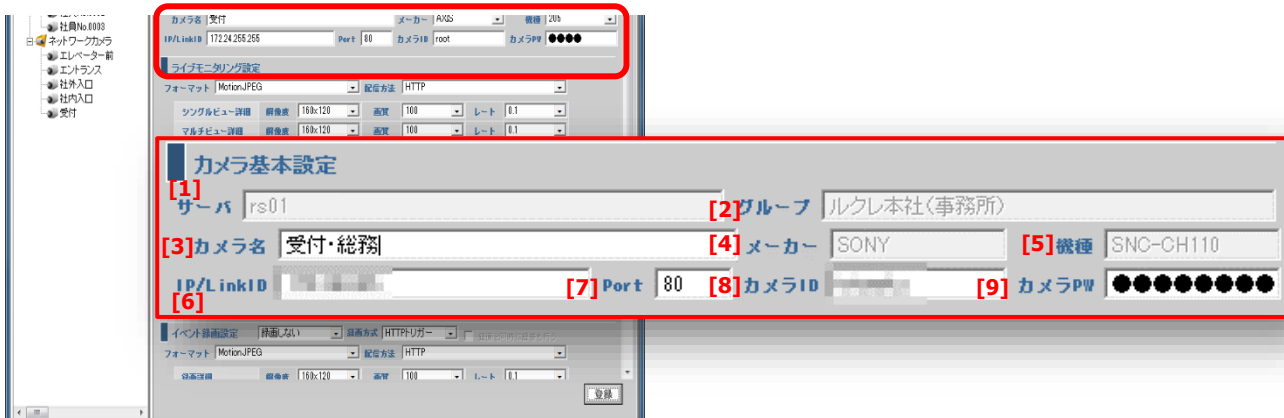 社員No.0003
ネットワークカメラ
エレベーター前
エントランス
社外入口
社内入口
受付
カメラ名 受付 メーカー AXIS 機種 205
IP/LinkID 172.24.255.255 Port 80 カメラID root カメラPW ●●●●
ライブモニタリング設定
フォーマット MotionJPEG 配信方法 HTTP
シングルビュー詳細 解像度 160x120 画質 100 レート 0.1
マルチビュー詳細 解像度 160x120 画質 100 レート 0.1
カメラ基本設定
[1] サーバ rs01 [2] グループ ルクレ本社(事務所)
[3] カメラ名 受付・総務 [4] メーカー SONY [5] 機種 SNC-CH110
[6] IP/LinkID [7] Port 80 [8] カメラID [9] カメラPW ●●●●●●●●
イベント録画設定 録画しない 録画方式 HTTPトリガー
フォーマット MotionJPEG 配信方法 HTTP
録画詳細 解像度 160x120 画質 100 レート 0.1
登録